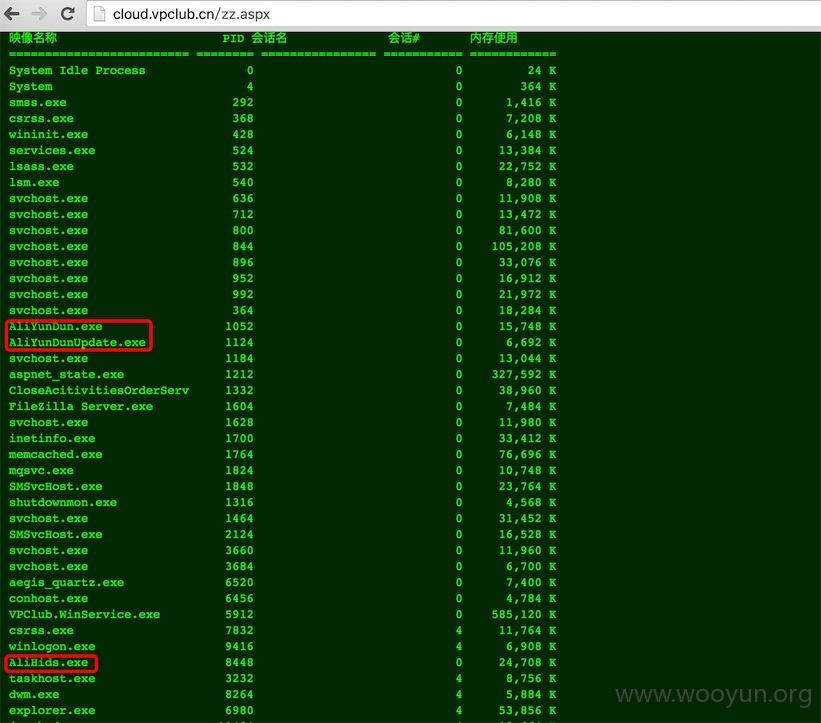 cloud.vpclub.cn/zz.aspx
映像名称 PID 会话名 会话# 内存使用
========================= ======== ================ =========== ============
System Idle Process 0 0 24 K
System 4 0 364 K
smss.exe 292 0 1,416 K
csrss.exe 368 0 7,208 K
wininit.exe 428 0 6,148 K
services.exe 524 0 13,384 K
lsass.exe 532 0 22,752 K
lsm.exe 540 0 8,280 K
svchost.exe 636 0 11,908 K
svchost.exe 712 0 13,472 K
svchost.exe 800 0 81,600 K
svchost.exe 844 0 105,208 K
svchost.exe 896 0 33,076 K
svchost.exe 952 0 16,912 K
svchost.exe 992 0 21,972 K
svchost.exe 364 0 18,284 K
AliYunDun.exe 1052 0 15,748 K
AliYunDunUpdate.exe 1124 0 6,692 K
svchost.exe 1184 0 13,044 K
aspnet_state.exe 1212 0 327,592 K
CloseAcitivitiesOrderServ 1332 0 38,960 K
FileZilla Server.exe 1604 0 7,484 K
svchost.exe 1628 0 11,980 K
inetinfo.exe 1700 0 33,412 K
memcached.exe 1764 0 76,696 K
mqsvc.exe 1824 0 10,748 K
SMSvcHost.exe 1848 0 23,764 K
shutdownmon.exe 1316 0 4,568 K
svchost.exe 1464 0 31,452 K
SMSvcHost.exe 2124 0 16,528 K
svchost.exe 3660 0 11,960 K
svchost.exe 3684 0 6,700 K
aegis_quartz.exe 6520 0 7,400 K
conhost.exe 6456 0 4,784 K
VPClub.WinService.exe 5912 0 585,120 K
csrss.exe 7832 4 11,764 K
winlogon.exe 9416 4 6,908 K
AliHids.exe 8448 0 24,708 K
taskhost.exe 3232 4 8,756 K
dwm.exe 8264 4 5,884 K
explorer.exe 6980 4 53,856 K
www.wooyun.org